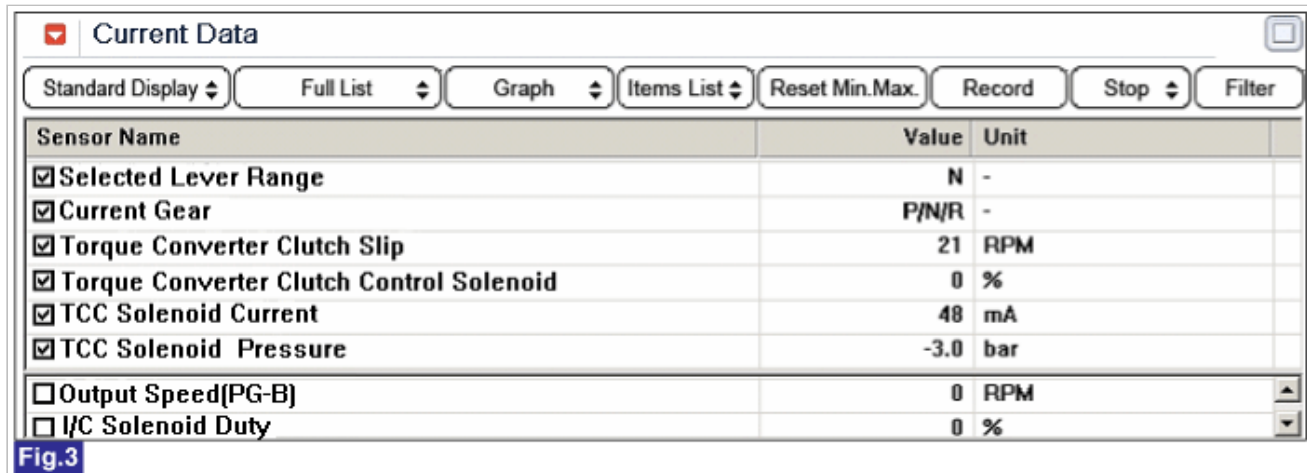 Current Data
Standard Display Full List Graph Items List Reset Min.Max. Record Stop Filter
Sensor Name Value Unit
Selected Lever Range N -
Current Gear P/N/R -
Torque Converter Clutch Slip 21 RPM
Torque Converter Clutch Control Solenoid 0 %
TCC Solenoid Current 48 mA
TCC Solenoid Pressure -3.0 bar
Output Speed(PG-B) 0 RPM
I/C Solenoid Duty 0 %
Fig.3